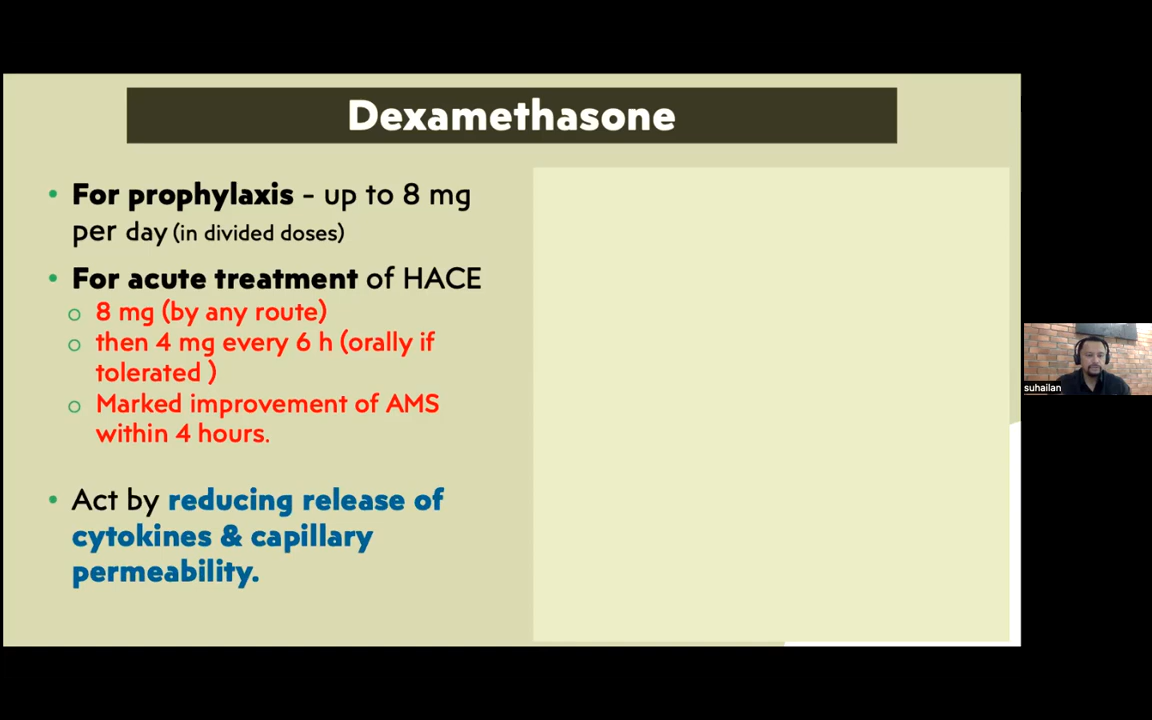 Dexamethasone
• For prophylaxis - up to 8 mg
per day (in divided doses)
• For acute treatment of HACE
o 8 mg (by any route)
o then 4 mg every 6 h (orally if
tolerated )
o Marked improvement of AMS
within 4 hours.
• Act by reducing release of
cytokines & capillary
permeability.
suhailan